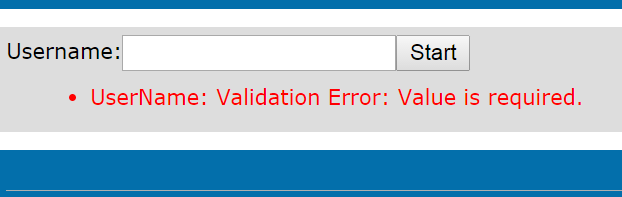 Username: Start
UserName: Validation Error: Value is required.